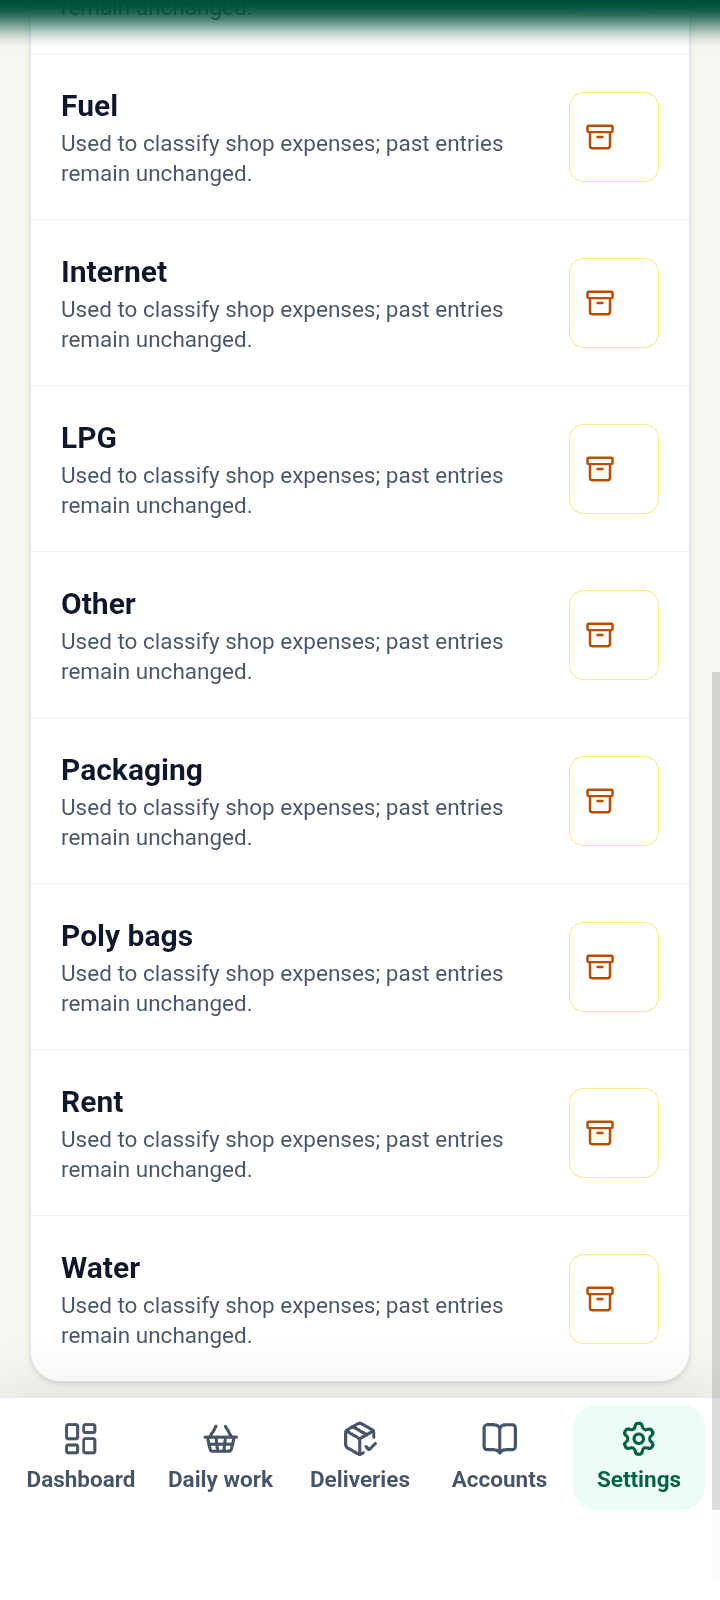 remain unchanged.
Fuel
Used to classify shop expenses; past entries
remain unchanged.
Internet
Used to classify shop expenses; past entries
remain unchanged.
LPG
Used to classify shop expenses; past entries
remain unchanged.
Other
Used to classify shop expenses; past entries
remain unchanged.
Packaging
Used to classify shop expenses; past entries
remain unchanged.
Poly bags
Used to classify shop expenses; past entries
remain unchanged.
Rent
Used to classify shop expenses; past entries
remain unchanged.
Water
Used to classify shop expenses; past entries
remain unchanged.
Dashboard
Daily work
Deliveries
Accounts
Settings